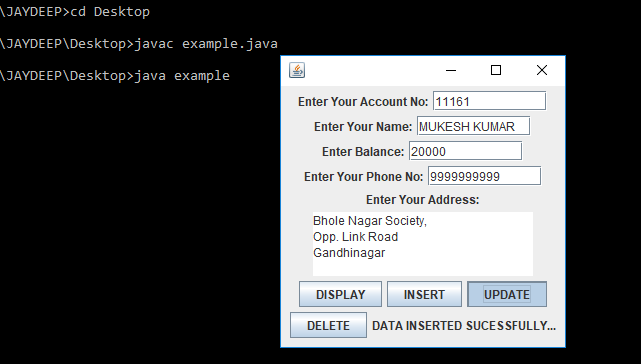 \JAYDEEP>cd Desktop
\JAYDEEP\Desktop>javac example.java
\JAYDEEP\Desktop>java example
Enter Your Account No: 11161
Enter Your Name: MUKESH KUMAR
Enter Balance: 20000
Enter Your Phone No: 9999999999
Enter Your Address:
Bhole Nagar Society,
Opp. Link Road
Gandhinagar
DISPLAY INSERT UPDATE
DELETE DATA INSERTED SUCESSFULLY...